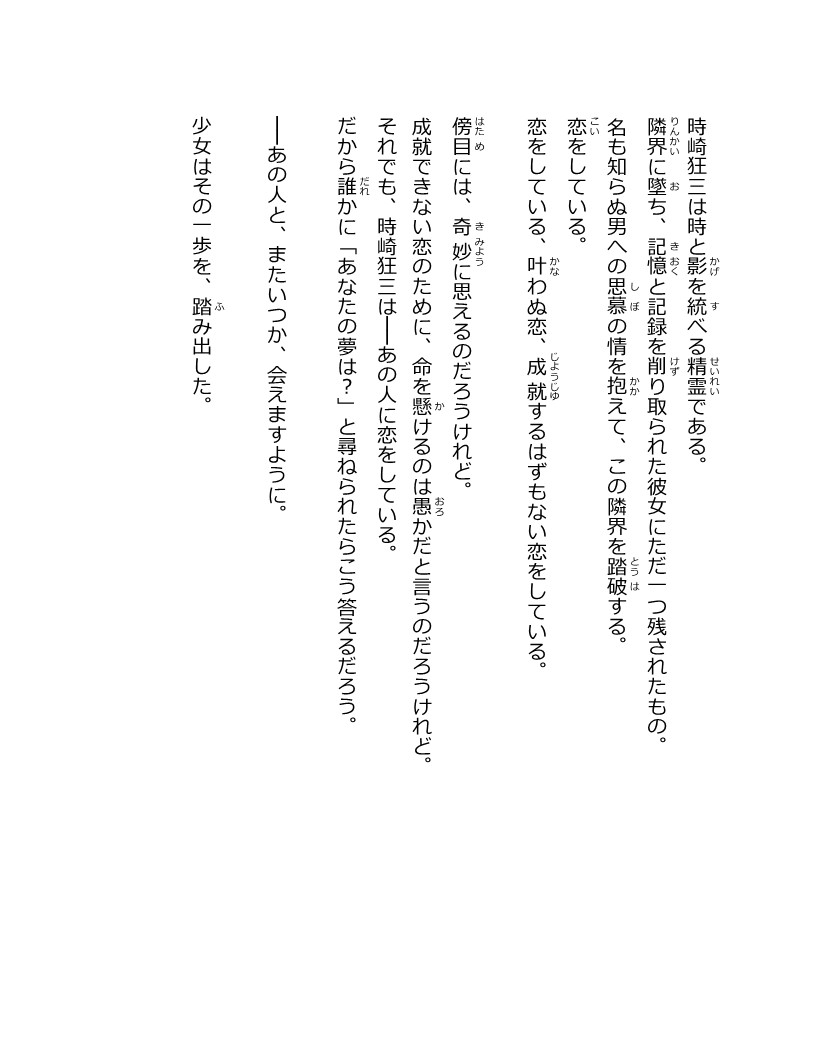 時崎狂三は時と影を統べる精霊である。
隣界に墜ち、記憶と記録を削り取られた彼女にただ一つ残されたもの。
名も知らぬ男への思慕の情を抱えて、この隣界を踏破する。
恋をしている。
恋をしている、叶わぬ恋、成就するはずもない恋をしている。
傍目には、奇妙に思えるのだろうけれど。
成就できない恋のために、命を懸けるのは愚かだと言うのだろうけれど。
それでも、時崎狂三は──あの人に恋をしている。
だから誰かに「あなたの夢は?」と尋ねられたらこう答えるだろう。
──あの人と、またいつか、会えますように。
少女はその一歩を、踏み出した。